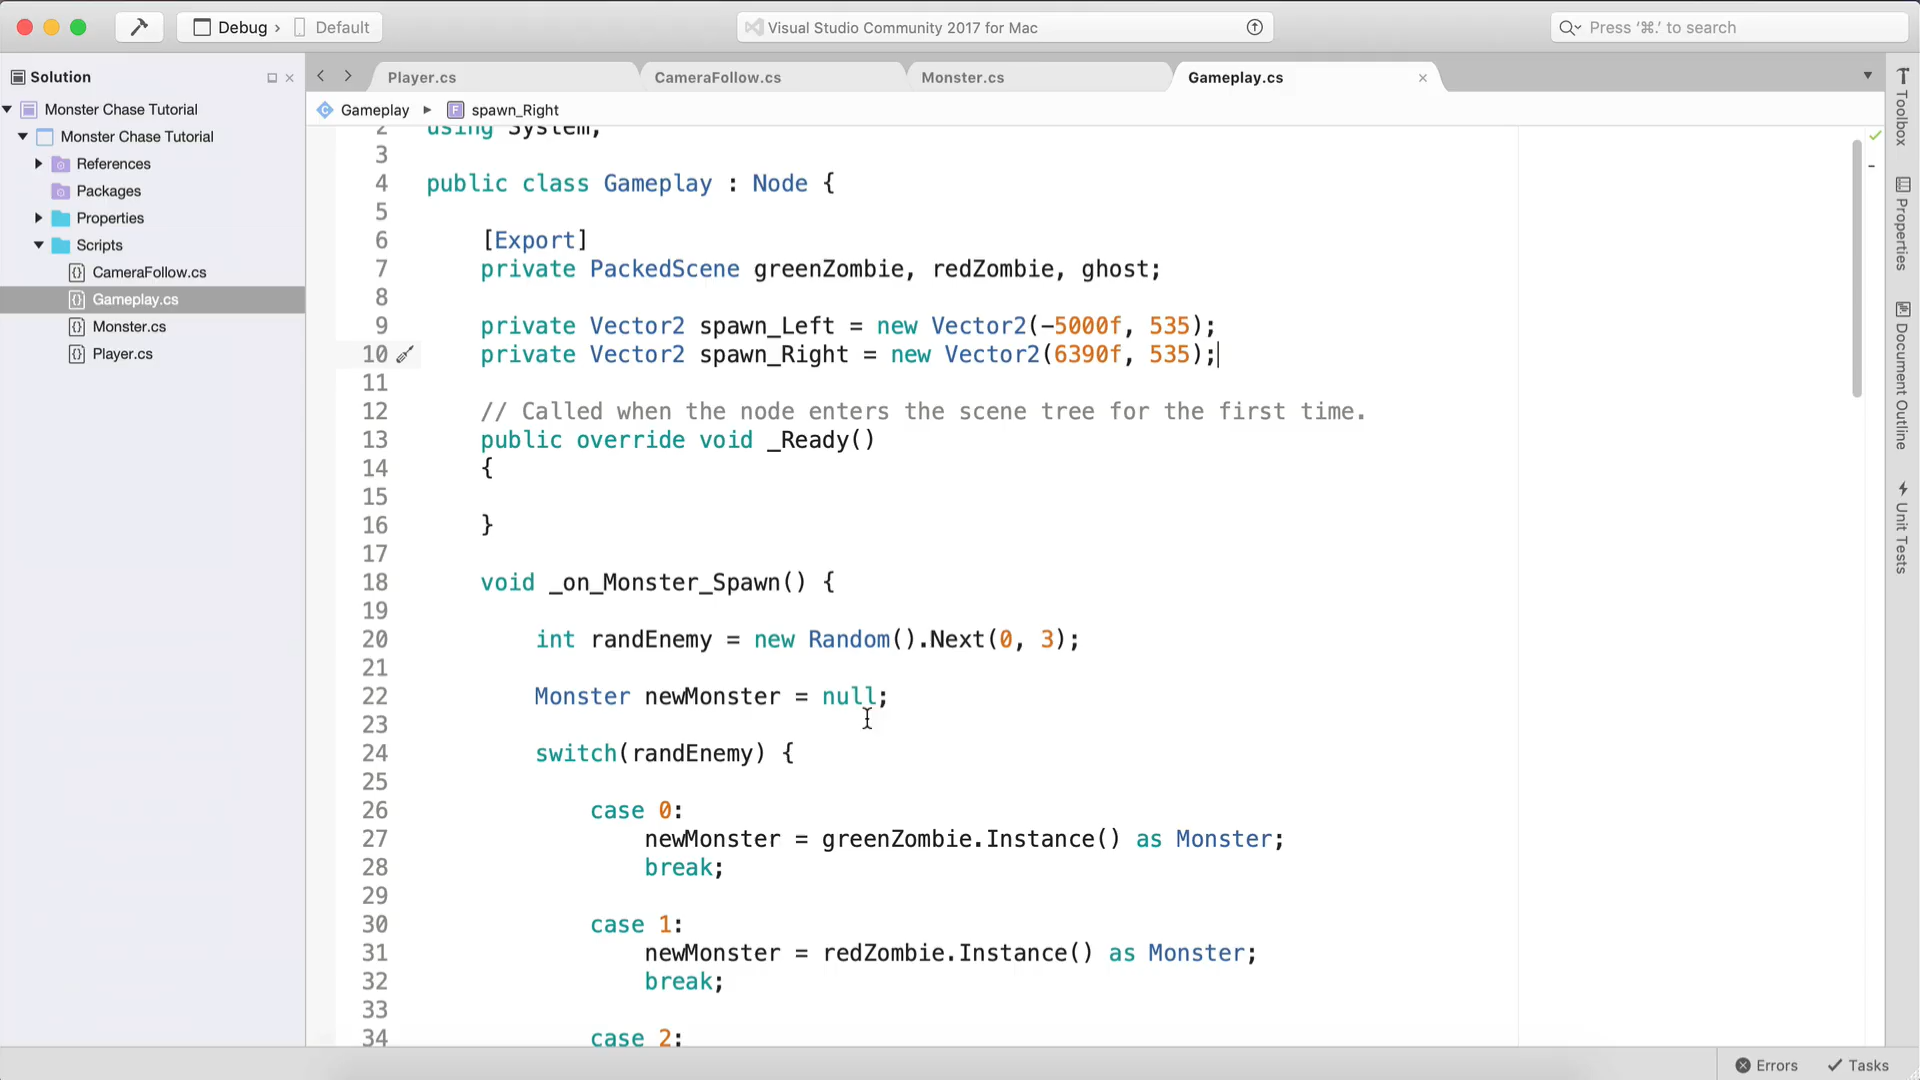 Debug › Default
Visual Studio Community 2017 for Mac
Press ‘⌘.’ to search
Solution
Player.cs
CameraFollow.cs
Monster.cs
Gameplay.cs
Gameplay
spawn_Right
Monster Chase Tutorial
Monster Chase Tutorial
References
Packages
Properties
Scripts
CameraFollow.cs
Gameplay.cs
Monster.cs
Player.cs
2 using System;
3
4 public class Gameplay : Node {
5
6 [Export]
7 private PackedScene greenZombie, redZombie, ghost;
8
9 private Vector2 spawn_Left = new Vector2(-5000f, 535);
10 private Vector2 spawn_Right = new Vector2(6390f, 535);
11
12 // Called when the node enters the scene tree for the first time.
13 public override void _Ready()
14 {
15
16 }
17
18 void _on_Monster_Spawn() {
19
20 int randEnemy = new Random().Next(0, 3);
21
22 Monster newMonster = null;
23
24 switch(randEnemy) {
25
26 case 0:
27 newMonster = greenZombie.Instance() as Monster;
28 break;
29
30 case 1:
31 newMonster = redZombie.Instance() as Monster;
32 break;
33
34 case 2:
Toolbox
Properties
Document Outline
Unit Tests
Errors
Tasks